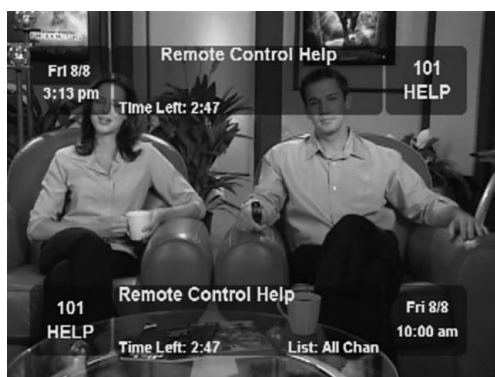 Remote Control Help
Fri 8/8
3:13 pm
Time Left: 2:47
101
HELP
101
HELP
Remote Control Help
Time Left: 2:47
List: All Chan
Fri 8/8
10:00 am